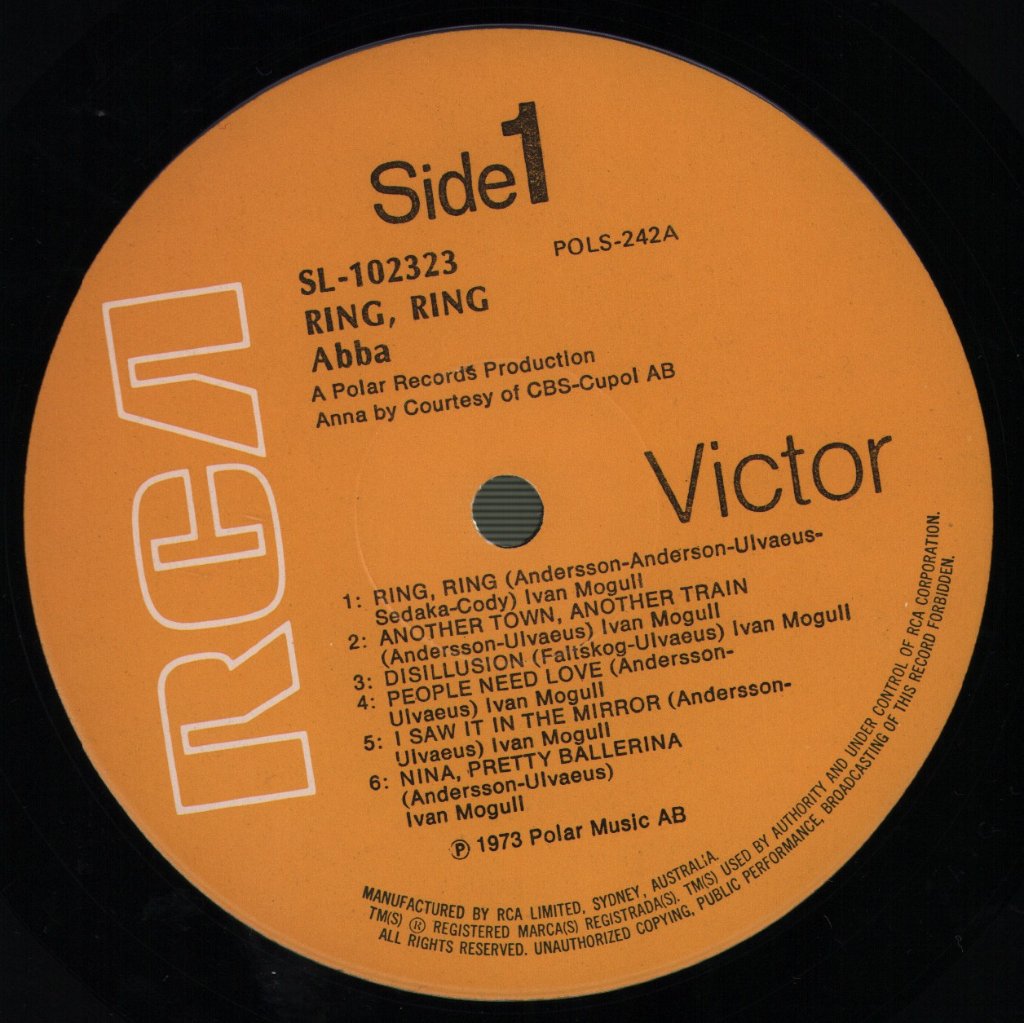 Side 1
POLS-242A
SL-102323
RING, RING
Abba
A Polar Records Production
Anna by Courtesy of CBS-Cupol AB
RCA
Victor
1: RING, RING (Andersson-Anderson-Ulvaeus-
Sedaka-Cody) Ivan Mogull
2: ANOTHER TOWN, ANOTHER TRAIN
(Andersson-Ulvaeus) Ivan Mogull
3: DISILLUSION (Faltskog-Ulvaeus) Ivan Mogull
4: PEOPLE NEED LOVE (Andersson-
Ulvaeus) Ivan Mogull
5: I SAW IT IN THE MIRROR (Andersson-
Ulvaeus) Ivan Mogull
6: NINA, PRETTY BALLERINA
(Andersson-Ulvaeus)
Ivan Mogull
℗ 1973 Polar Music AB
MANUFACTURED BY RCA LIMITED, SYDNEY, AUSTRALIA.
TM(S) ® REGISTERED MARCA(S) REGISTRADA(S). TM(S) USED BY AUTHORITY AND UNDER CONTROL OF RCA CORPORATION.
ALL RIGHTS RESERVED. UNAUTHORIZED COPYING, PUBLIC PERFORMANCE, BROADCASTING OF THIS RECORD FORBIDDEN.